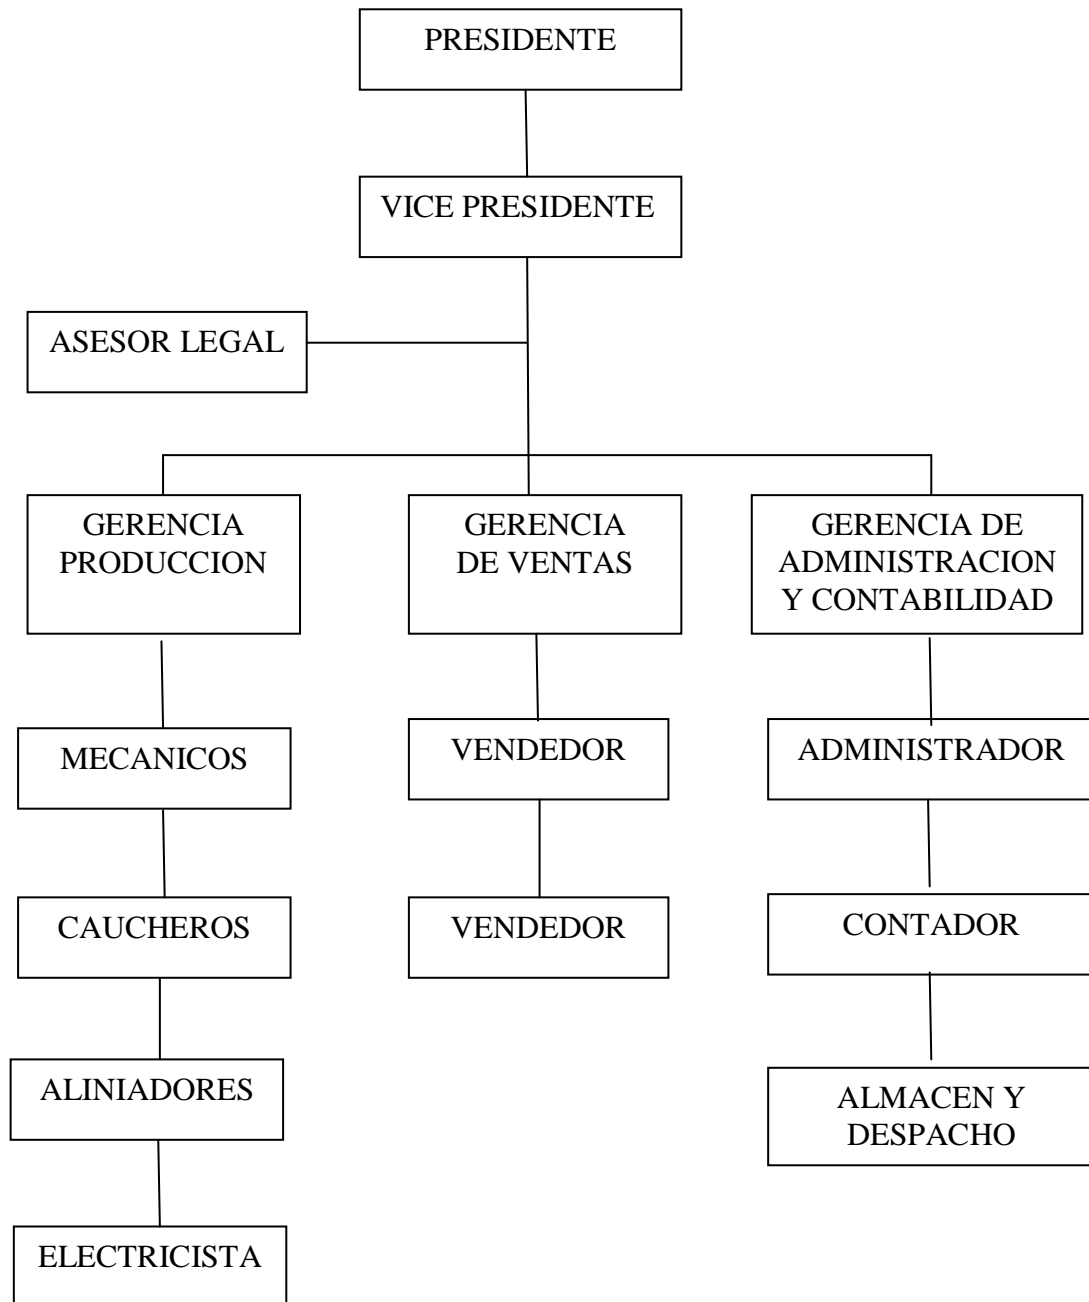 PRESIDENTE
VICE PRESIDENTE
ASESOR LEGAL
GERENCIA
PRODUCCION
GERENCIA
DE VENTAS
GERENCIA DE
ADMINISTRACION
Y CONTABILIDAD
MECANICOS
VENDEDOR
ADMINISTRADOR
CAUCHEROS
VENDEDOR
CONTADOR
ALINIADORES
ALMACEN Y
DESPACHO
ELECTRICISTA